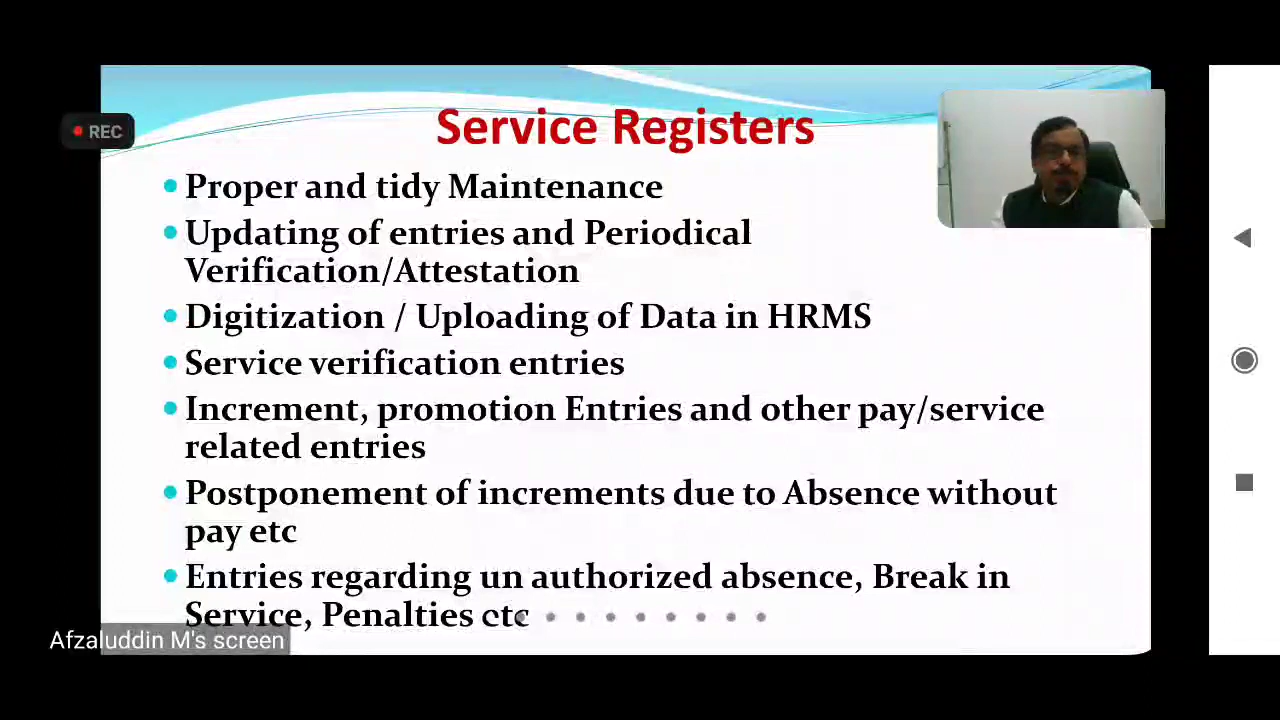 Service Registers
REC
Proper and tidy Maintenance
Updating of entries and Periodical
Verification/Attestation
Digitization / Uploading of Data in HRMS
Service verification entries
Increment, promotion Entries and other pay/service
related entries
Postponement of increments due to Absence without
pay etc
Entries regarding un authorized absence, Break in
Service, Penalties etc
Afzaluddin M's screen